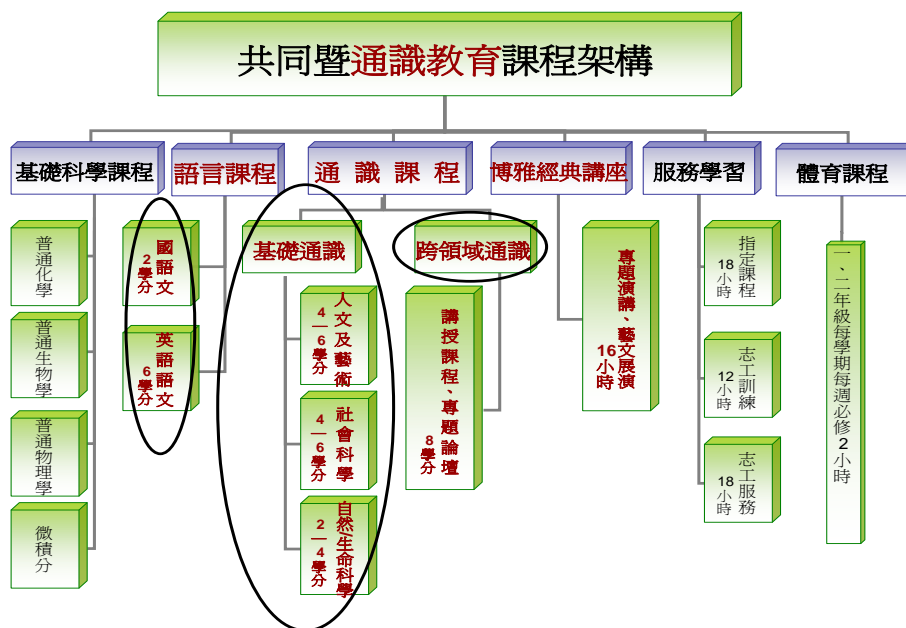 共同暨通識教育課程架構
基礎科學課程
語言課程
通識課程
博雅經典講座
服務學習
體育課程
普通化學
普通生物學
普通物理學
微積分
國語文
2學分
英語語文
6學分
基礎通識
人文及藝術
4—6學分
社會科學
4—6學分
自然/生命科學
2—4學分
跨領域通識
講授課程、專題論壇
8學分
專題演講、藝文展演
16小時
指定課程
18小時
志工訓練
12小時
志工服務
18小時
一、二年級每學期每週必修2小時